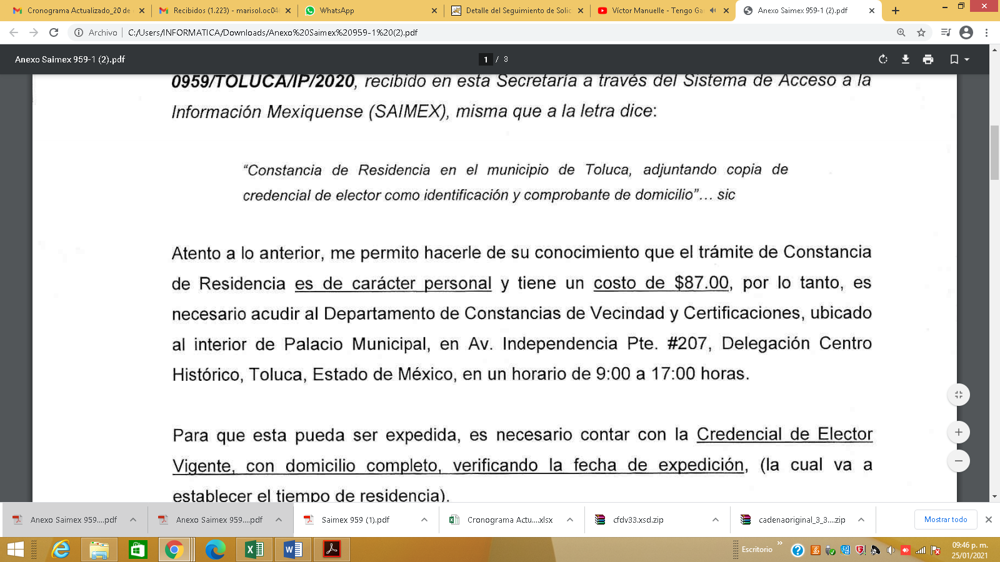 Cronograma Actualizado_20 de
Recibidos (1.223) - marisol.oc04
WhatsApp
Detalle del Seguimiento de Solic
Víctor Manuelle - Tengo Ga
Anexo Saimex 959-1 (2).pdf
Archivo
C:/Users/INFORMATICA/Downloads/Anexo%20Saimex%20959-1%20(2).pdf
Anexo Saimex 959-1 (2).pdf
1 / 3
0959/TOLUCA/IP/2020, recibido en esta Secretaría a través del Sistema de Acceso a la
Información Mexiquense (SAIMEX), misma que a la letra dice:
“Constancia de Residencia en el municipio de Toluca, adjuntando copia de
credencial de elector como identificación y comprobante de domicilio”... sic
Atento a lo anterior, me permito hacerle de su conocimiento que el trámite de Constancia
de Residencia es de carácter personal y tiene un costo de $87.00, por lo tanto, es
necesario acudir al Departamento de Constancias de Vecindad y Certificaciones, ubicado
al interior de Palacio Municipal, en Av. Independencia Pte. #207, Delegación Centro
Histórico, Toluca, Estado de México, en un horario de 9:00 a 17:00 horas.
Para que esta pueda ser expedida, es necesario contar con la Credencial de Elector
Vigente, con domicilio completo, verificando la fecha de expedición, (la cual va a
establecer el tiempo de residencia).
Anexo Saimex 959....pdf
Anexo Saimex 959....pdf
Saimex 959 (1).pdf
Cronograma Actu....xlsx
cfdv33.xsd.zip
cadenaoriginal_3_3....zip
Mostrar todo
Escritorio
09:46 p. m.
25/01/2021